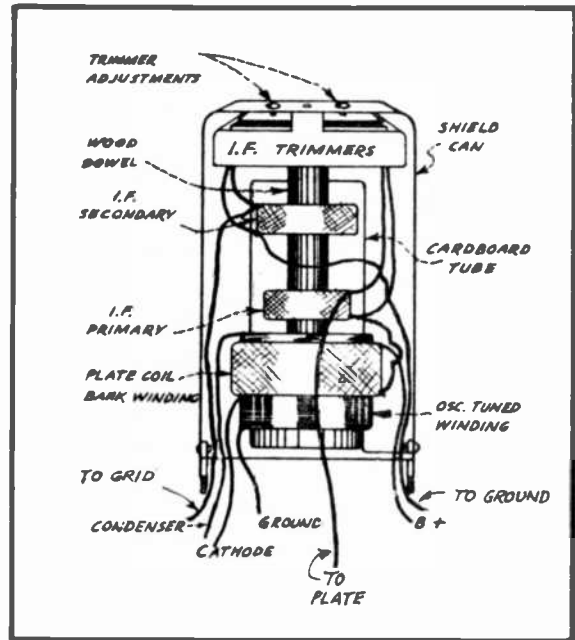 TRIMMER
ADJUSTMENTS
WOOD
DOWEL
I.F. TRIMMERS
SHIELD
CAN
I.F.
SECONDARY
CARDBOARD
TUBE
I.F.
PRIMARY
PLATE COIL
BANK WINDING
OSC. TUNED
WINDING
TO GRID
TO GROUND
CONDENSER
GROUND
B +
CATHODE
TO
PLATE